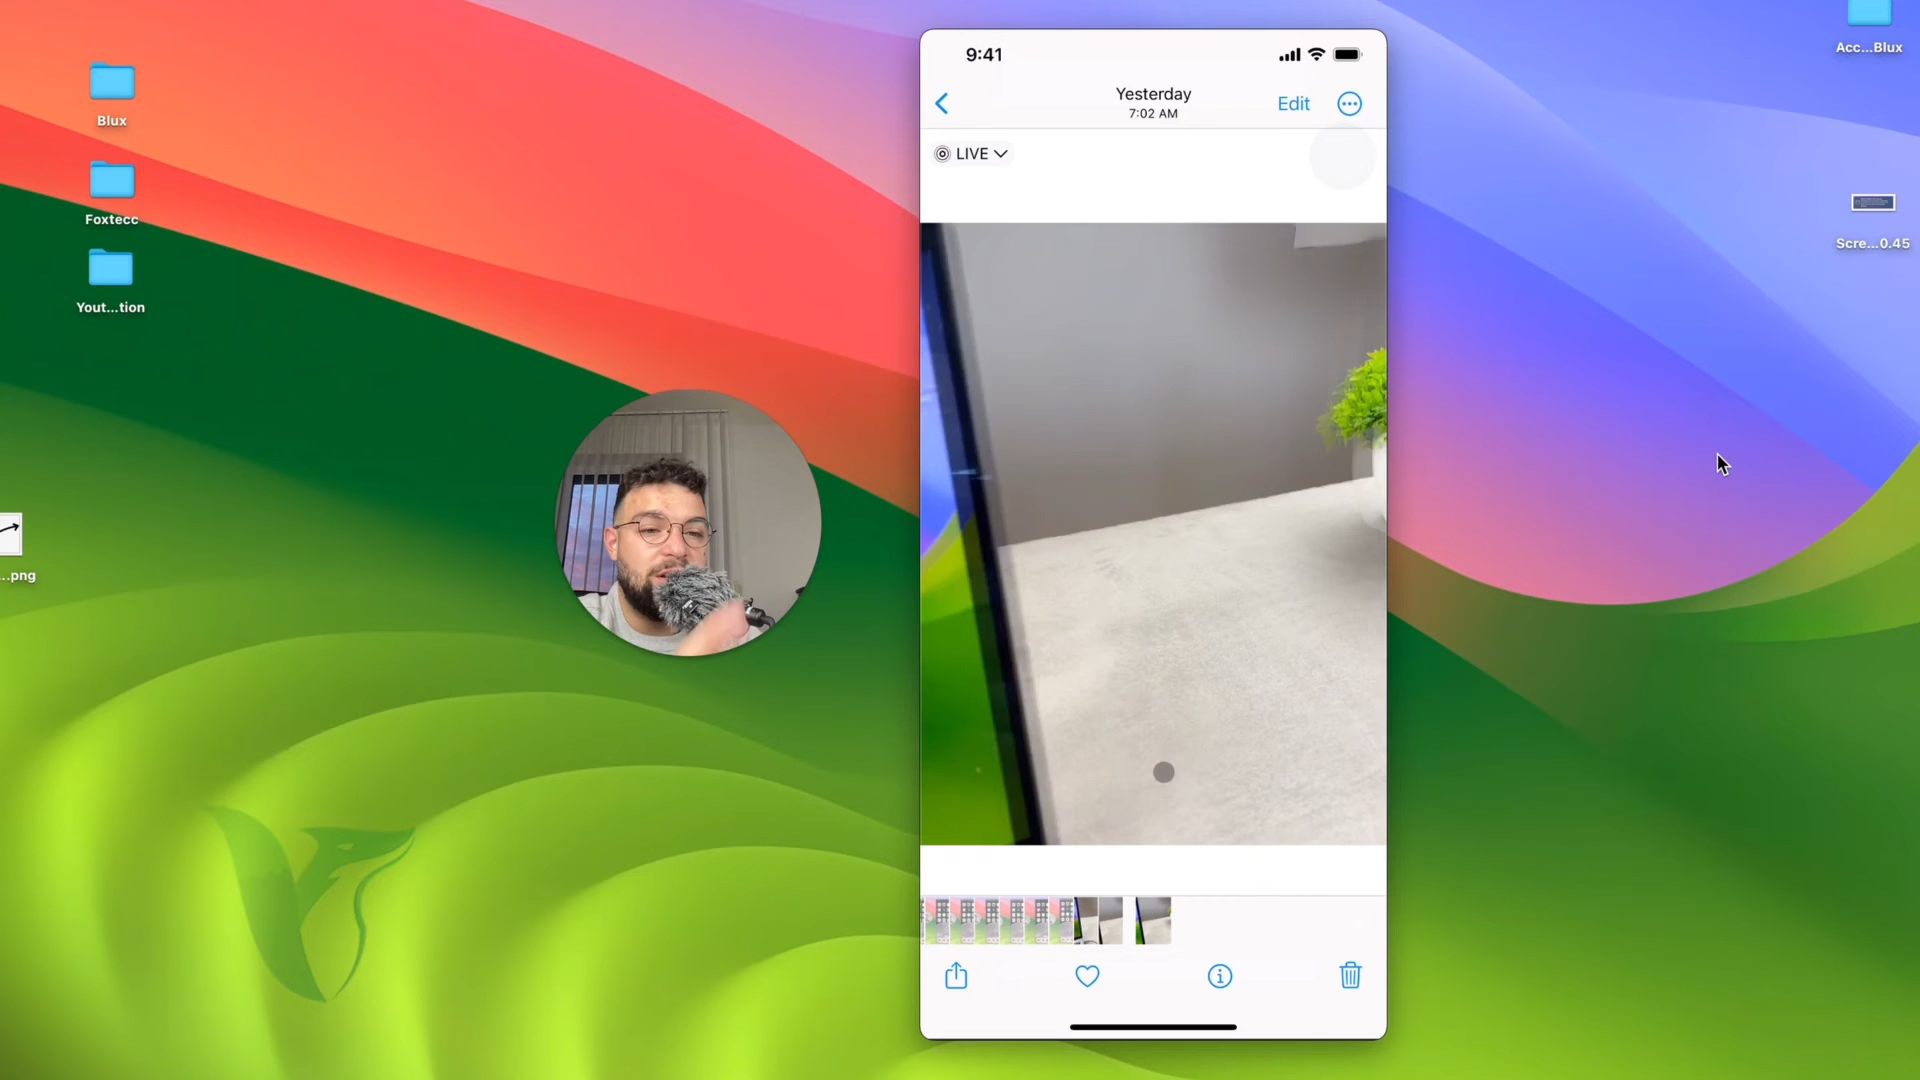 Blux
Foxtecc
Yout...tion
...png
9:41
Yesterday
7:02 AM
Edit
LIVE
Acc...Blux
Scre...0.45